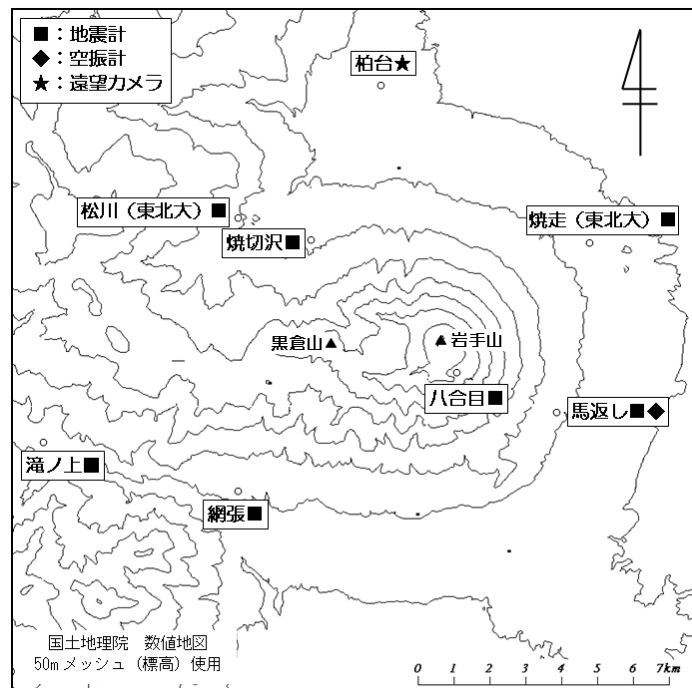 ■：地震計
◆：空振計
★：遠望カメラ
柏台★
松川（東北大）■
焼走（東北大）■
焼切沢■
黒倉山▲
▲岩手山
八合目■
馬返し■◆
滝ノ上■
網張■
国土地理院　数値地図
50mメッシュ（標高）使用
0 1 2 3 4 5 6 7km